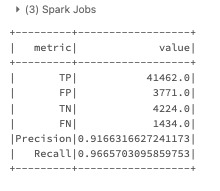 ▸ (3) Spark Jobs
+---------+------------------+
|   metric|             value|
+---------+------------------+
|       TP|           41462.0|
|       FP|            3771.0|
|       TN|            4224.0|
|       FN|            1434.0|
|Precision|0.9166316627241173|
|   Recall|0.9665703095859753|
+---------+------------------+